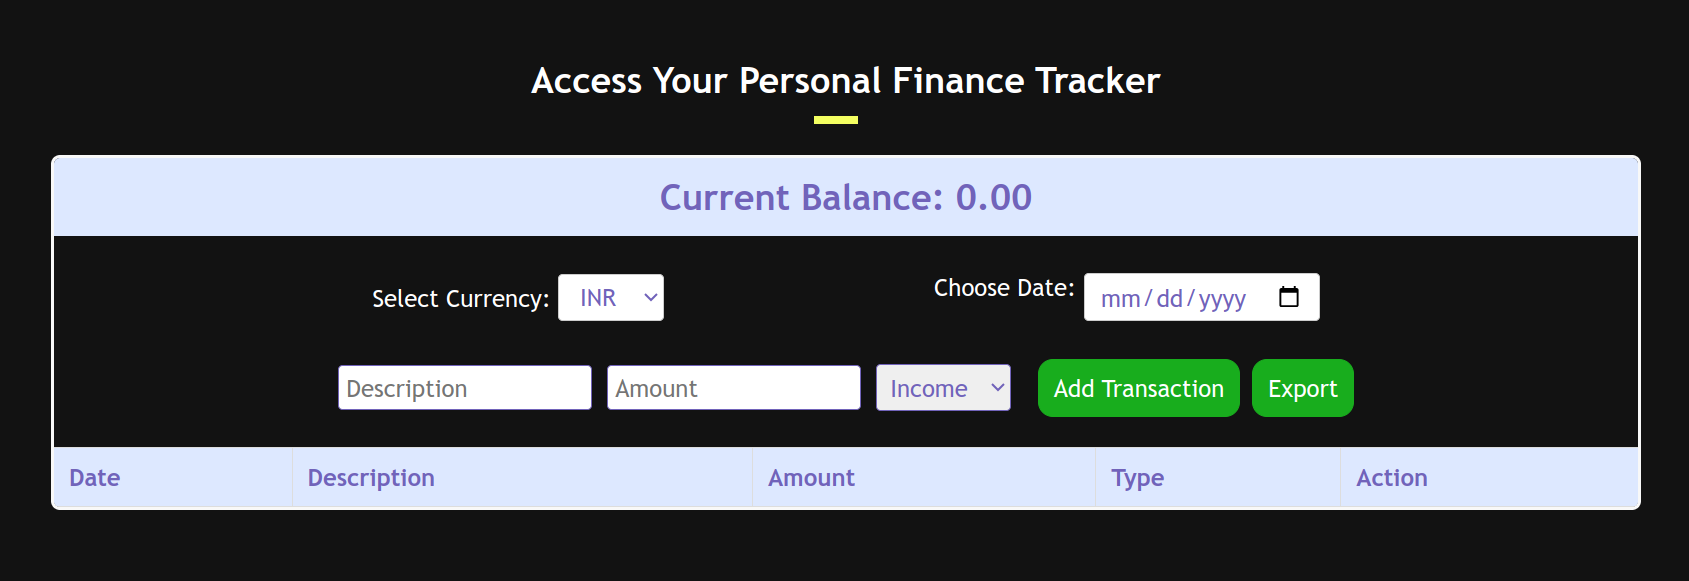 Access Your Personal Finance Tracker
Current Balance: 0.00
Select Currency: INR Choose Date: mm/dd/yyyy
Description Amount Income Add Transaction Export
Date Description Amount Type Action